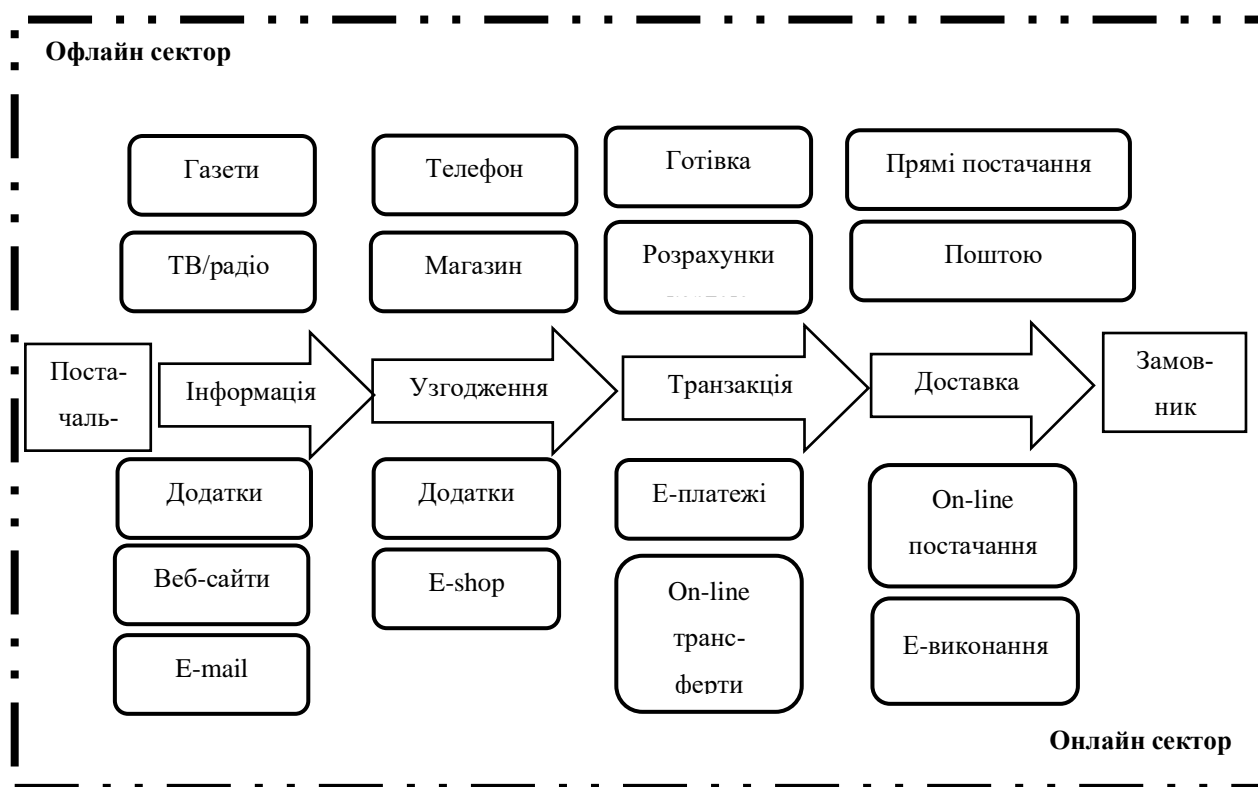 Офлайн сектор
Газети
Телефон
Готівка
Прямі постачання
ТВ/радіо
Магазин
Розрахунки
Поштою
Поста-
чаль-
Інформація
Узгодження
Транзакція
Доставка
Замов-
ник
Додатки
Додатки
Е-платежі
On-line
постачання
Веб-сайти
E-shop
On-line
транс-
ферти
E-mail
Е-виконання
Онлайн сектор